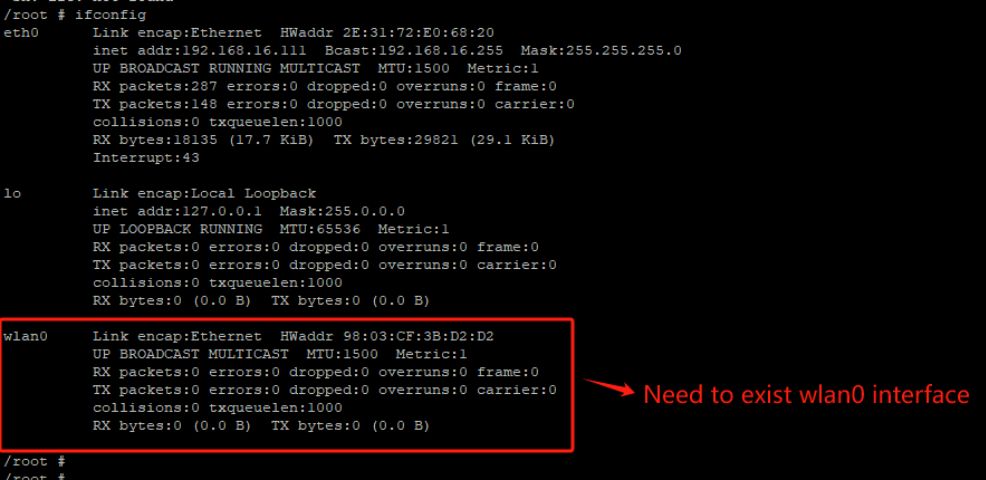 /root # ifconfig
eth0 Link encap:Ethernet HWaddr 2E:31:72:E0:68:20
inet addr:192.168.16.111 Bcast:192.168.16.255 Mask:255.255.255.0
UP BROADCAST RUNNING MULTICAST MTU:1500 Metric:1
RX packets:287 errors:0 dropped:0 overruns:0 frame:0
TX packets:148 errors:0 dropped:0 overruns:0 carrier:0
collisions:0 txqueuelen:1000
RX bytes:18135 (17.7 KiB) TX bytes:29821 (29.1 KiB)
Interrupt:43
lo Link encap:Local Loopback
inet addr:127.0.0.1 Mask:255.0.0.0
UP LOOPBACK RUNNING MTU:65536 Metric:1
RX packets:0 errors:0 dropped:0 overruns:0 frame:0
TX packets:0 errors:0 dropped:0 overruns:0 carrier:0
collisions:0 txqueuelen:1000
RX bytes:0 (0.0 B) TX bytes:0 (0.0 B)
wlan0 Link encap:Ethernet HWaddr 98:03:CF:3B:D2:D2
UP BROADCAST MULTICAST MTU:1500 Metric:1
RX packets:0 errors:0 dropped:0 overruns:0 frame:0
TX packets:0 errors:0 dropped:0 overruns:0 carrier:0
collisions:0 txqueuelen:1000
RX bytes:0 (0.0 B) TX bytes:0 (0.0 B)
Need to exist wlan0 interface
/root #
/root #